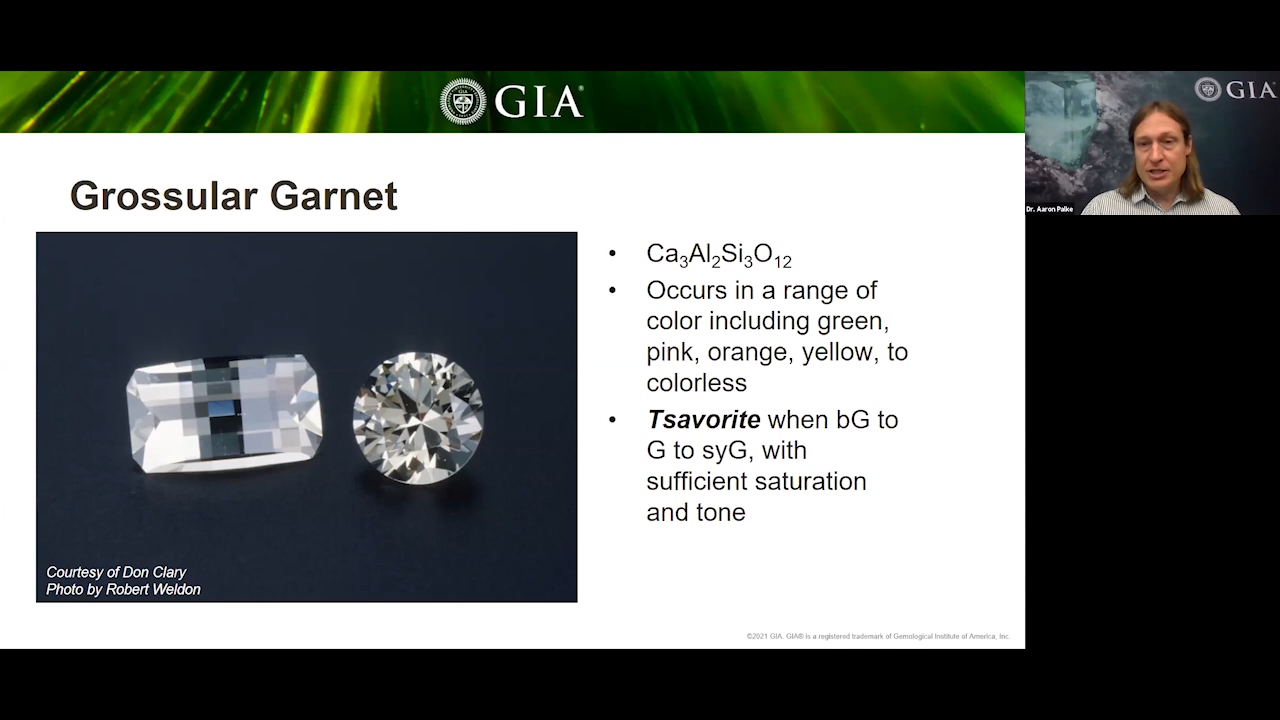 GIA®
GIA
Dr. Aaron Palke
Grossular Garnet
Courtesy of Don Clary
Photo by Robert Weldon
• Ca₃Al₂Si₃O₁₂
• Occurs in a range of
color including green,
pink, orange, yellow, to
colorless
• Tsavorite when bG to
G to syG, with
sufficient saturation
and tone
©2021 GIA. GIA® is a registered trademark of Gemological Institute of America, Inc.